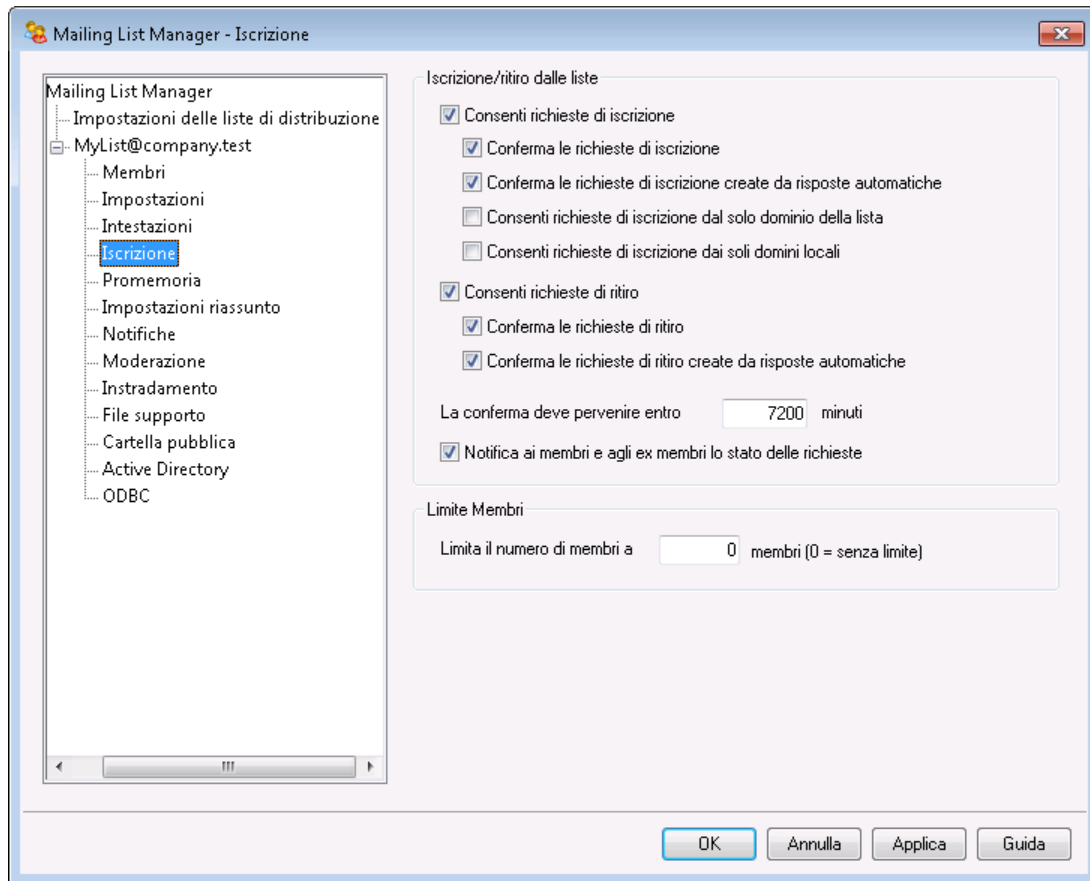 Mailing List Manager - Iscrizione
Mailing List Manager
Impostazioni delle liste di distribuzione
MyList@company.test
Membri
Impostazioni
Intestazioni
Iscrizione
Promemoria
Impostazioni riassunto
Notifiche
Moderazione
Instradamento
File supporto
Cartella pubblica
Active Directory
ODBC
Iscrizione/ritiro dalle liste
Consenti richieste di iscrizione
Conferma le richieste di iscrizione
Conferma le richieste di iscrizione create da risposte automatiche
Consenti richieste di iscrizione dal solo dominio della lista
Consenti richieste di iscrizione dai soli domini locali
Consenti richieste di ritiro
Conferma le richieste di ritiro
Conferma le richieste di ritiro create da risposte automatiche
La conferma deve pervenire entro 7200 minuti
Notifica ai membri e agli ex membri lo stato delle richieste
Limite Membri
Limita il numero di membri a 0 membri (0 = senza limite)
OK Annulla Applica Guida